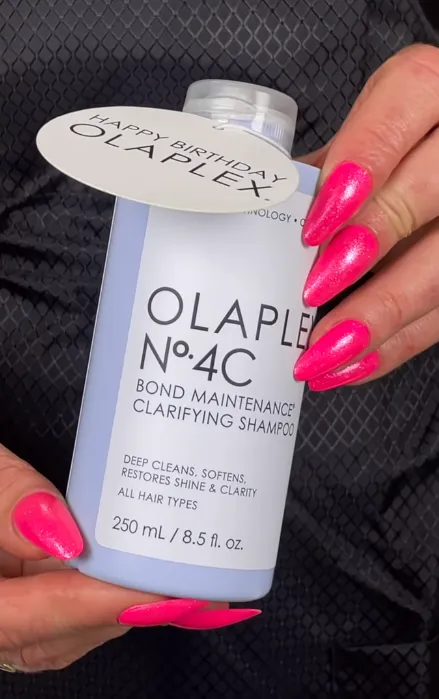 HAPPY BIRTHDAY
OLAPLEX.
OLAPLE
Nº.4C
BOND MAINTENANCE
CLARIFYING SHAMPOO
DEEP CLEANS, SOFTENS,
RESTORES SHINE & CLARITY
ALL HAIR TYPES
250 mL / 8.5 fl. oz.